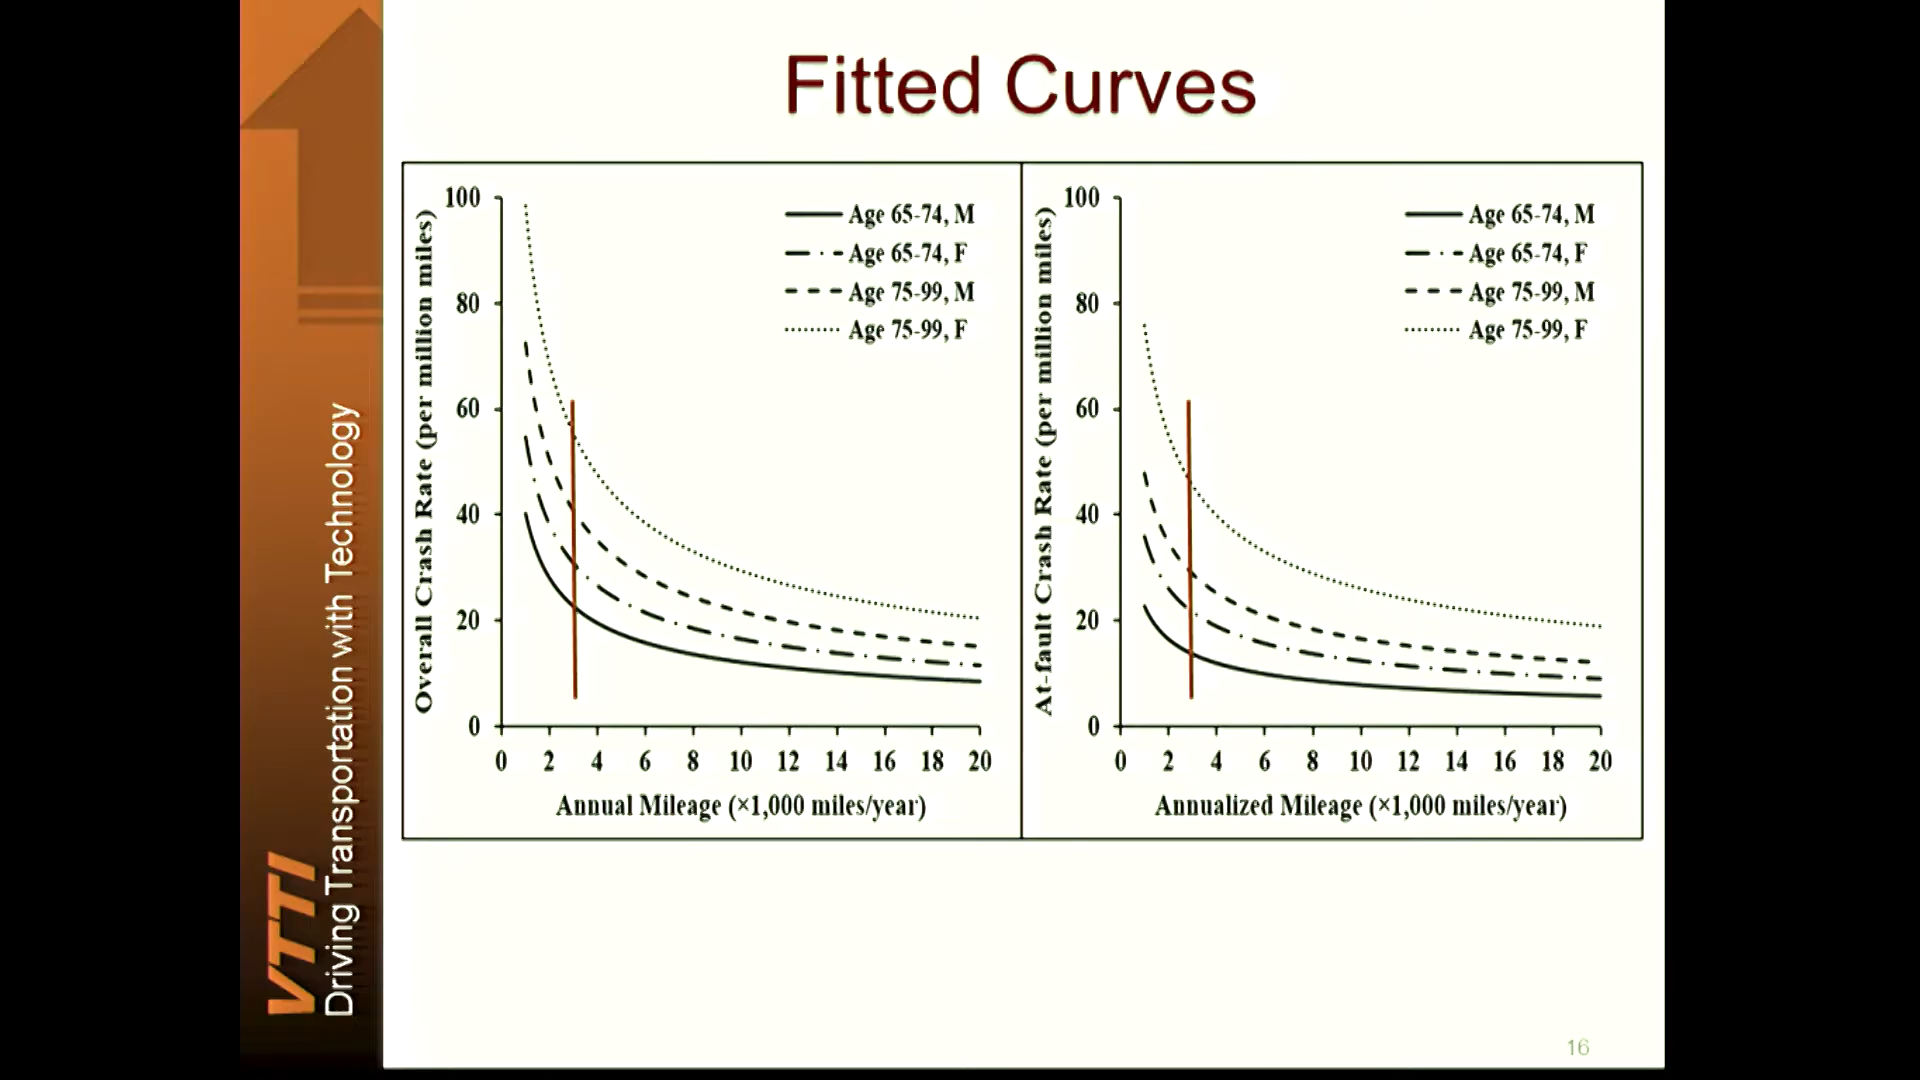 Fitted Curves
VTTI
Driving Transportation with Technology
Overall Crash Rate (per million miles)
100
80
60
40
20
0
Age 65-74, M
Age 65-74, F
Age 75-99, M
Age 75-99, F
0 2 4 6 8 10 12 14 16 18 20
Annual Mileage (×1,000 miles/year)
At-fault Crash Rate (per million miles)
100
80
60
40
20
0
Age 65-74, M
Age 65-74, F
Age 75-99, M
Age 75-99, F
0 2 4 6 8 10 12 14 16 18 20
Annualized Mileage (×1,000 miles/year)
16